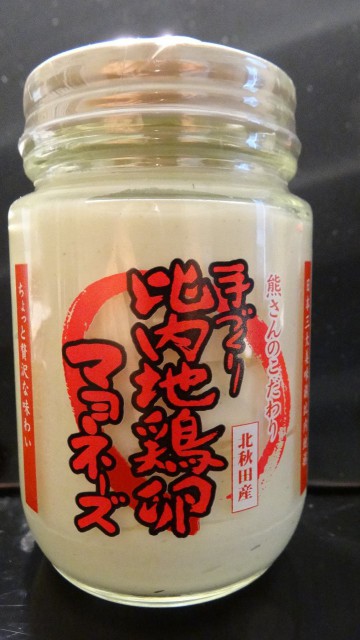 熊さんのこだわり
手づくり
比内地鶏卵
マヨネーズ
北秋田産
ちょっと贅沢な味わい